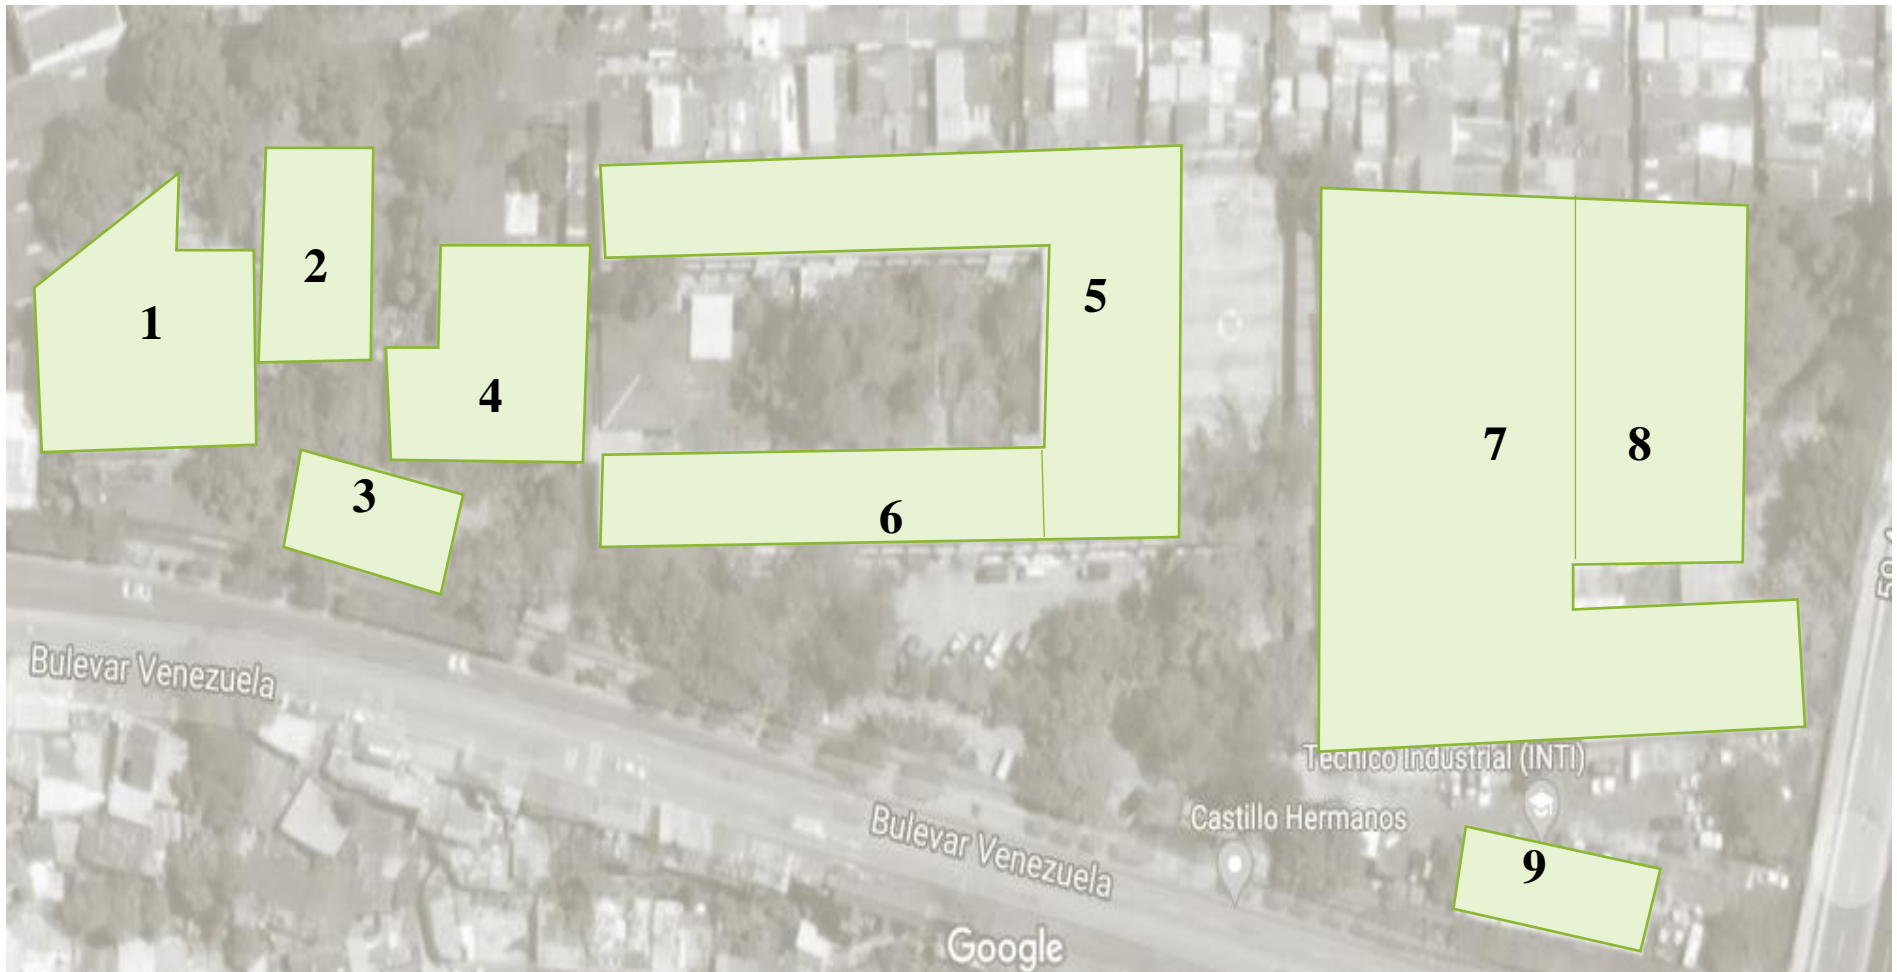 1
2
3
4
5
6
7
8
9
Bulevar Venezuela
Tecnico Industrial (INTI)
Castillo Hermanos
Bulevar Venezuela
Google